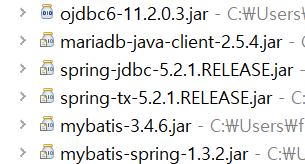 ojdbc6-11.2.0.3.jar - C:₩Users
mariadb-java-client-2.5.4.jar -
spring-jdbc-5.2.1.RELEASE.jar
spring-tx-5.2.1.RELEASE.jar -
mybatis-3.4.6.jar - C:₩Users₩f
mybatis-spring-1.3.2.jar - C:₩